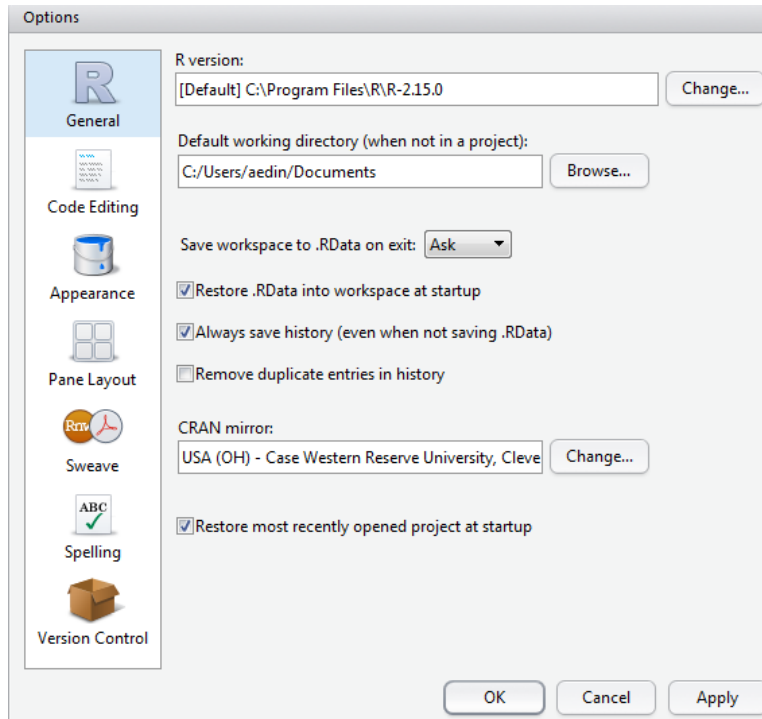 Options
R
General
Code Editing
Appearance
Pane Layout
Rnw
Sweave
ABC
Spelling
Version Control
R version:
[Default] C:\Program Files\R\R-2.15.0
Change...
Default working directory (when not in a project):
C:/Users/aedin/Documents
Browse...
Save workspace to .RData on exit: Ask
Restore .RData into workspace at startup
Always save history (even when not saving .RData)
Remove duplicate entries in history
CRAN mirror:
USA (OH) - Case Western Reserve University, Cleve
Change...
Restore most recently opened project at startup
OK
Cancel
Apply